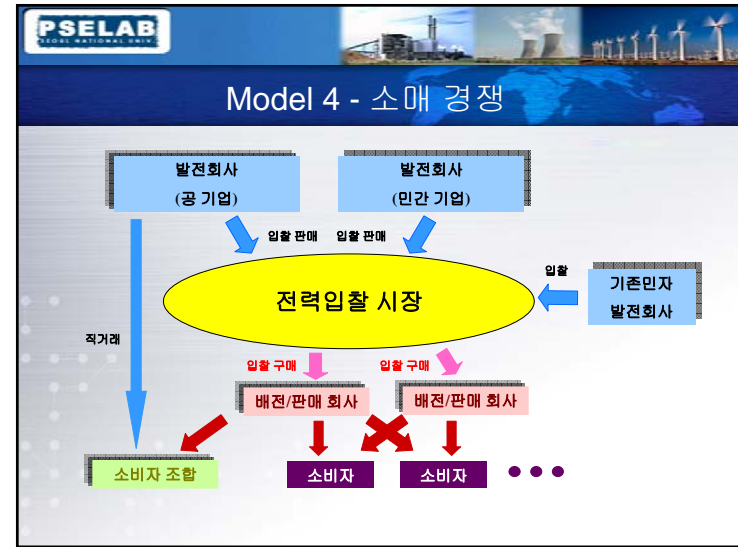 PSELAB
SEOUL NATIONAL UNIV.
Model 4 - 소매 경쟁
발전회사
(공 기업)
발전회사
(민간 기업)
입찰 판매
입찰 판매
입찰
기존민자
발전회사
전력입찰 시장
직거래
입찰 구매
입찰 구매
배전/판매 회사
배전/판매 회사
소비자 조합
소비자
소비자